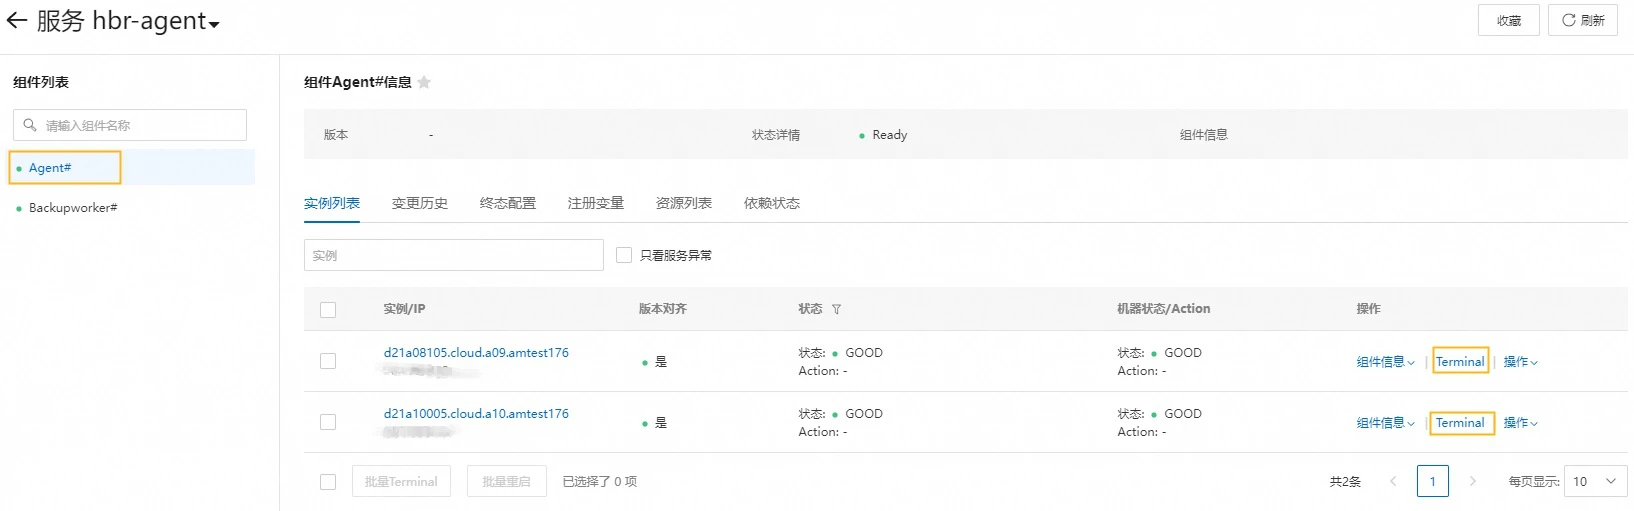 服务 hbr-agent
收藏
刷新
组件列表
请输入组件名称
Agent#
Backupworker#
组件Agent#信息
版本 - 状态详情 Ready 组件信息
实例列表 变更历史 终态配置 注册变量 资源列表 依赖状态
实例 只看服务异常
实例/IP 版本对齐 状态 机器状态/Action 操作
d21a08105.cloud.a09.amtest176 是 状态: GOOD 状态: GOOD 组件信息 | Terminal | 操作
Action: - Action: -
d21a10005.cloud.a10.amtest176 是 状态: GOOD 状态: GOOD 组件信息 | Terminal | 操作
Action: - Action: -
批量Terminal 批量重启 已选择了 0 项 共2条 1 每页显示: 10